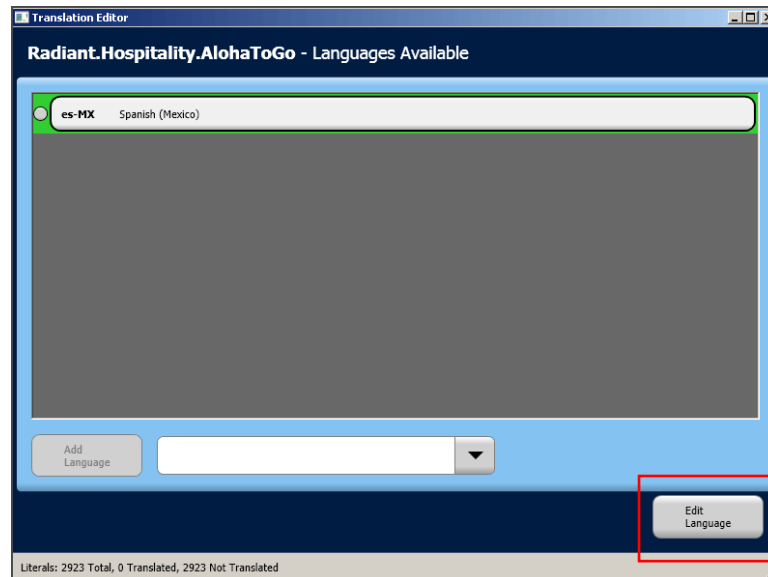 Translation Editor
Radiant.Hospitality.AlohaToGo - Languages Available
es-MX Spanish (Mexico)
Add
Language
Edit
Language
Literals: 2923 Total, 0 Translated, 2923 Not Translated